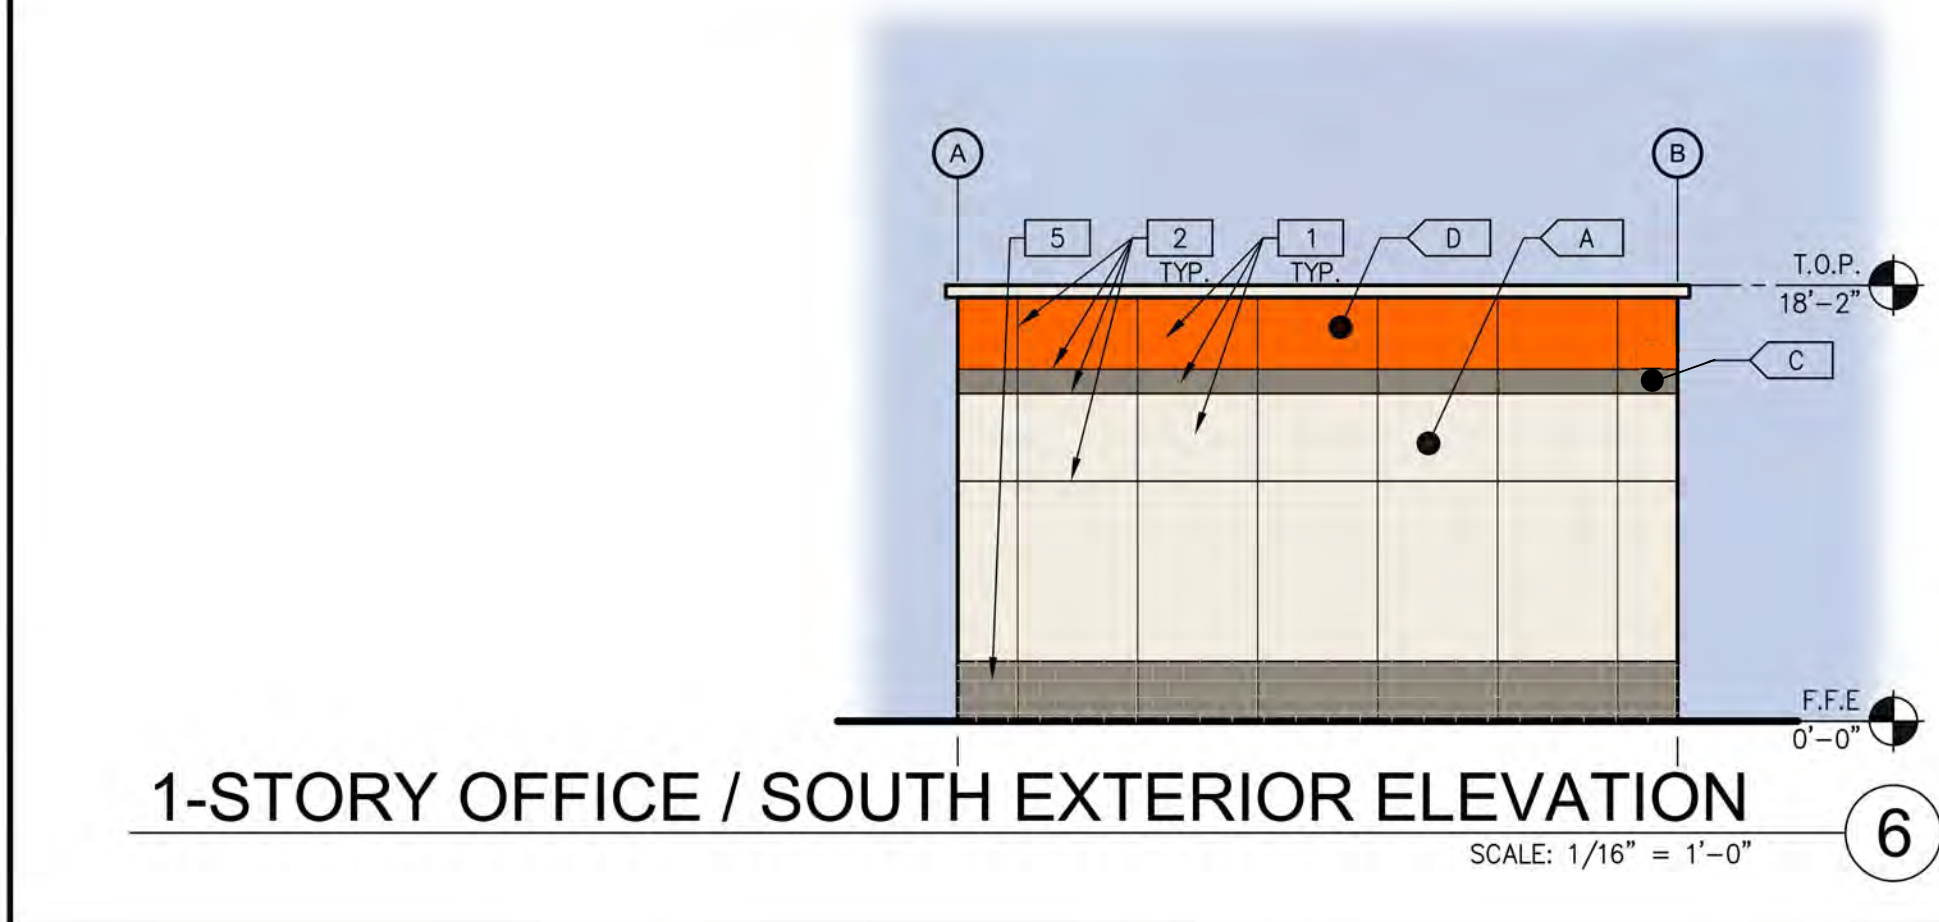 A
B
5
2
1
D
A
TYP.
TYP.
T.O.P.
18'-2"
C
F.F.E
0'-0"
1-STORY OFFICE / SOUTH EXTERIOR ELEVATION
6
SCALE: 1/16" = 1'-0"